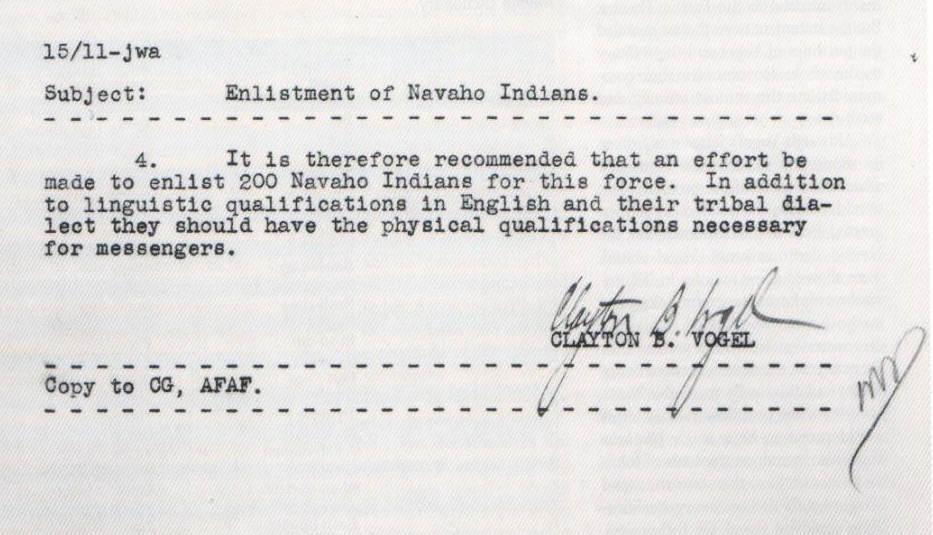 15/11-jwa
Subject: Enlistment of Navaho Indians.
- - - - - - - - - - - - - - - - - - - - - - - - - - - - - - - - - - -
4. It is therefore recommended that an effort be
made to enlist 200 Navaho Indians for this force. In addition
to linguistic qualifications in English and their tribal dia-
lect they should have the physical qualifications necessary
for messengers.
Clayton B. Vogel
CLAYTON B. VOGEL
- - - - - - - - - - - - - - - - - - - - - - - - - - - - - - - - - - -
Copy to CG, AFAF.
- - - - - - - - - - - - - - - - - - - - - - - - - - - - - - - - - - -